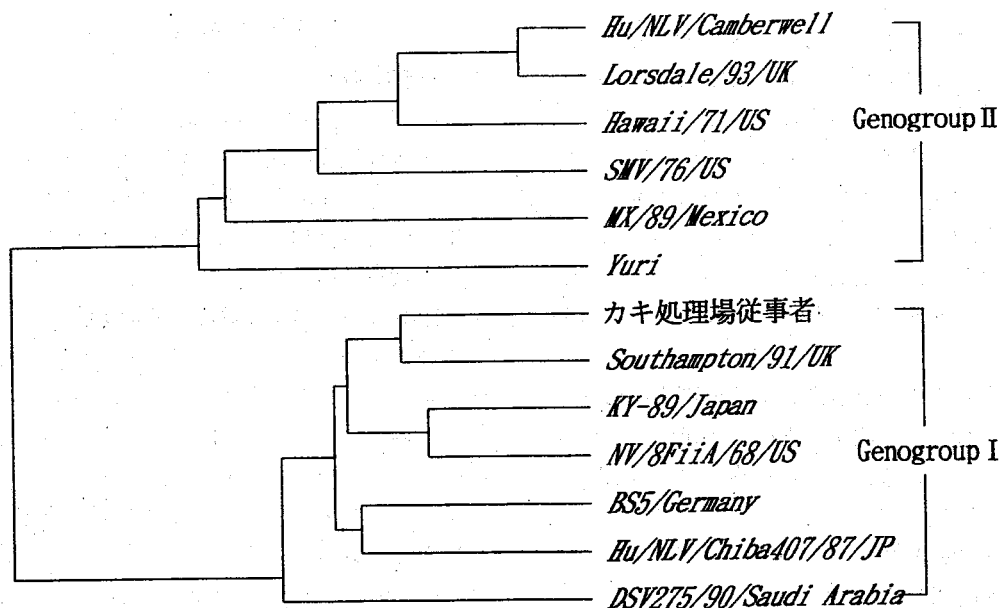 Hu/NLV/Camberwell
Lorsdale/93/UK
Hawaii/71/US
Genogroup II
SMV/76/US
MX/89/Mexico
Yuri
カキ処理場従事者
Southampton/91/UK
KY-89/Japan
NV/8FiiA/68/US
Genogroup I
BS5/Germany
Hu/NLV/Chiba407/87/JP
DSV275/90/Saudi Arabia